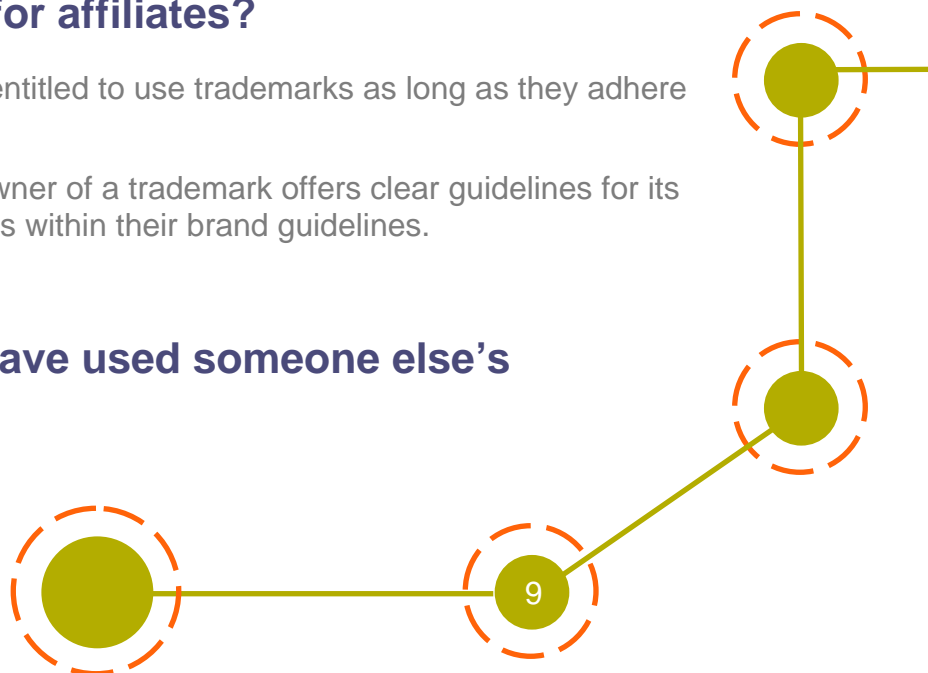 for affiliates?
entitled to use trademarks as long as they adhere
wner of a trademark offers clear guidelines for its
s within their brand guidelines.
ave used someone else’s
9